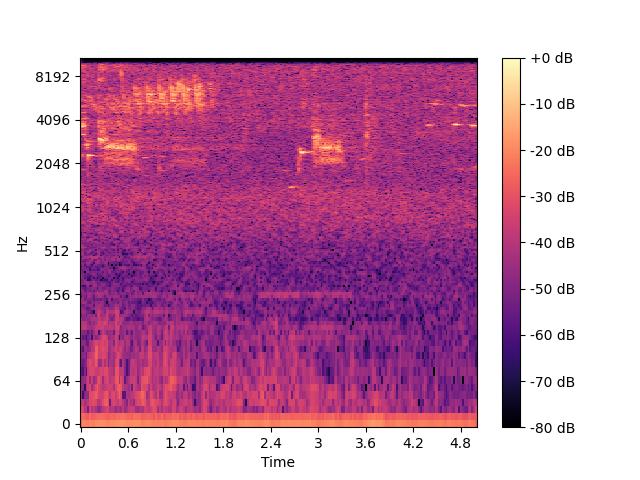 8192
4096
2048
1024
512
256
128
64
0
Hz
0 0.6 1.2 1.8 2.4 3 3.6 4.2 4.8
Time
+0 dB
-10 dB
-20 dB
-30 dB
-40 dB
-50 dB
-60 dB
-70 dB
-80 dB